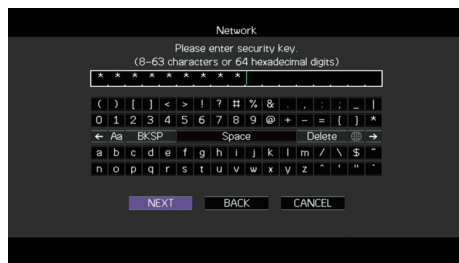 Network
Please enter security key.
(8–63 characters or 64 hexadecimal digits)
* * * * * * * * *
( ) [ ] < > ! ? # % & . , : ; _ |
0 1 2 3 4 5 6 7 8 9 @ + - = { } *
← Aa BKSP Space Delete →
a b c d e f g h i j k l m / \ $ ~
n o p q r s t u v w x y z ^ ' " `
NEXT BACK CANCEL